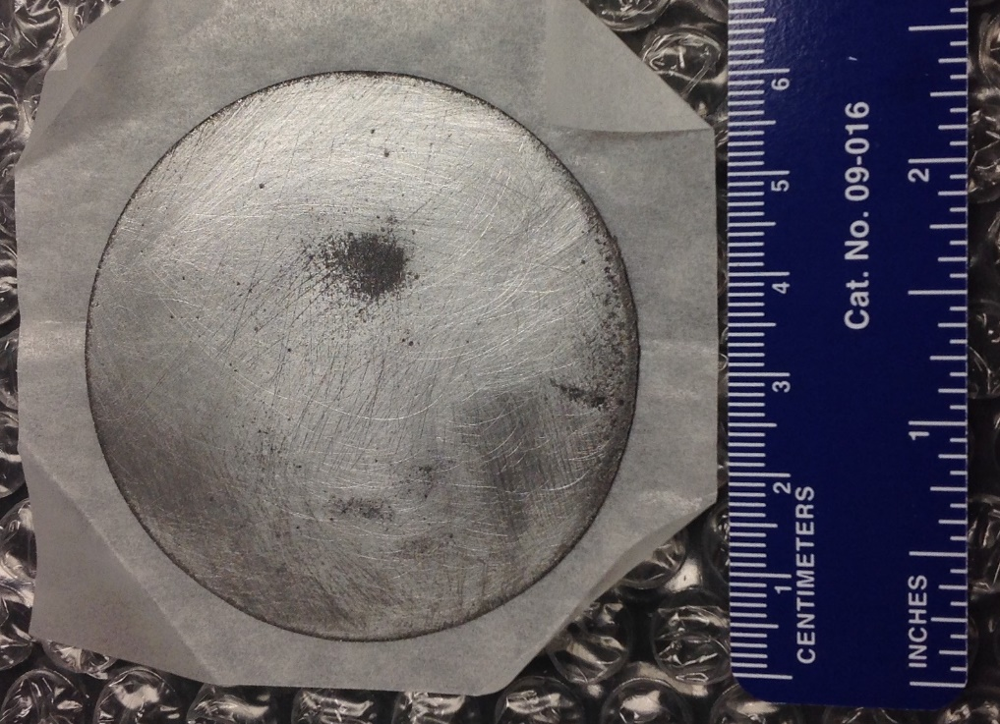 CENTIMETERS
1 2 3 4 5 6
Cat. No. 09-016
INCHES
1 2